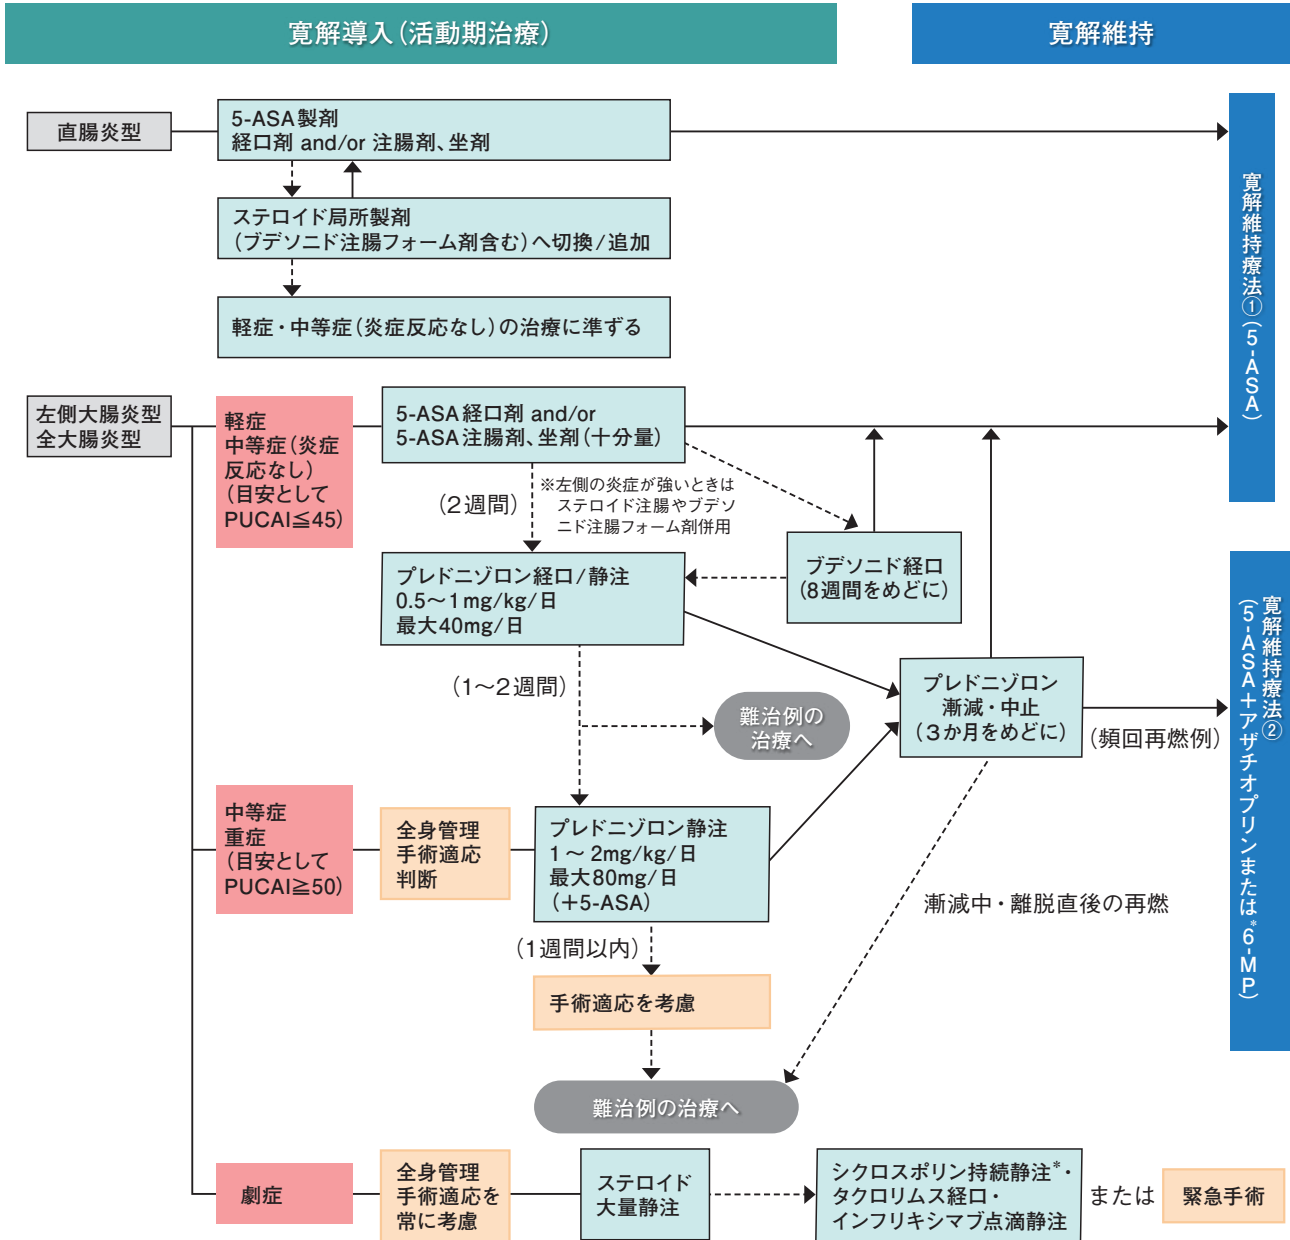 寛解導入（活動期治療）
寛解維持
直腸炎型
5-ASA製剤
経口剤 and/or 注腸剤、坐剤
ステロイド局所製剤
（ブデソニド注腸フォーム剤含む）へ切換/追加
軽症・中等症（炎症反応なし）の治療に準ずる
寛解維持療法①（5-ASA）
左側大腸炎型
全大腸炎型
軽症
中等症（炎症
反応なし）
（目安として
PUCAI≦45）
5-ASA経口剤 and/or
5-ASA注腸剤、坐剤（十分量）
（2週間）
※左側の炎症が強いときは
ステロイド注腸やブデソ
ニド注腸フォーム剤併用
プレドニゾロン経口/静注
0.5～1mg/kg/日
最大40mg/日
ブデソニド経口
（8週間をめどに）
（1～2週間）
難治例の
治療へ
プレドニゾロン
漸減・中止
（3か月をめどに）
（頻回再燃例）
寛解維持療法②
（5-ASA＋アザチオプリンまたは*6-MP）
中等症
重症
（目安として
PUCAI≧50）
全身管理
手術適応
判断
プレドニゾロン静注
1～2mg/kg/日
最大80mg/日
（＋5-ASA）
漸減中・離脱直後の再燃
（1週間以内）
手術適応を考慮
難治例の治療へ
劇症
全身管理
手術適応を
常に考慮
ステロイド
大量静注
シクロスポリン持続静注*・
タクロリムス経口・
インフリキシマブ点滴静注
または
緊急手術